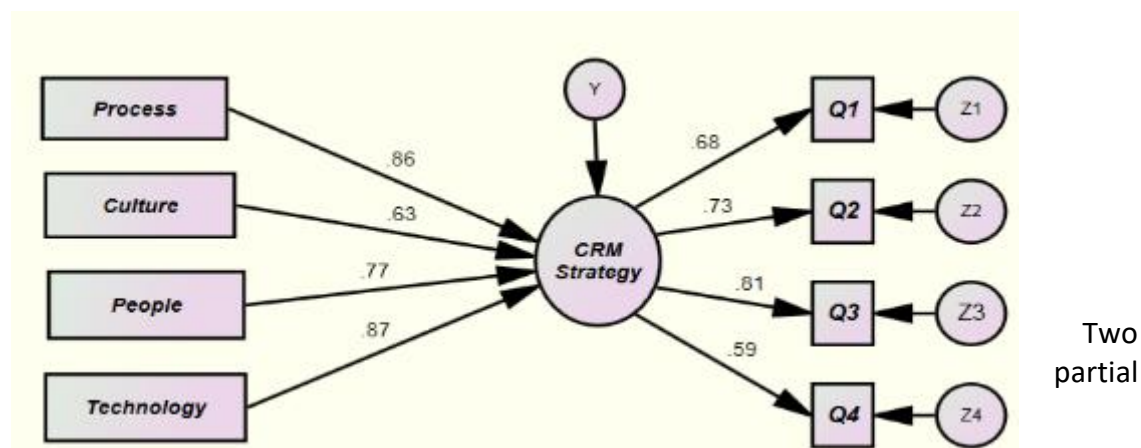 Process
Culture
People
Technology
.86
.63
.77
.87
Y
CRM
Strategy
.68
.73
.81
.59
Q1
Q2
Q3
Q4
Z1
Z2
Z3
Z4
Two
partial